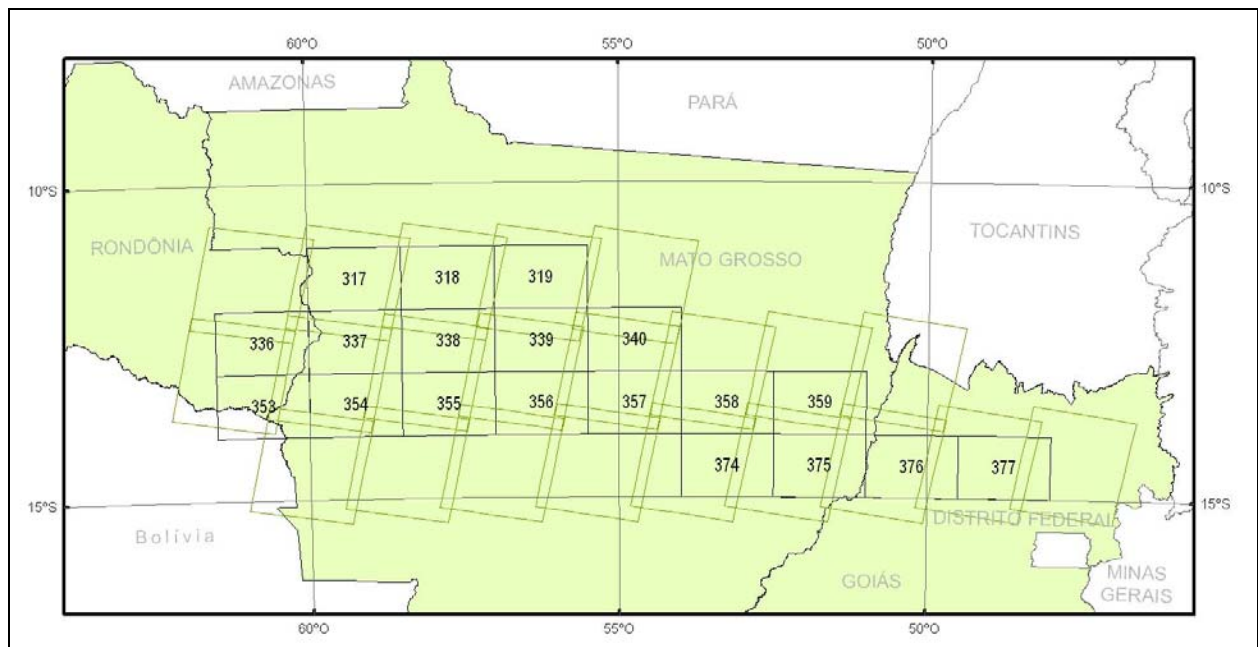 60°O 55°O 50°O
AMAZONAS
PARÁ
10°S 10°S
RONDÔNIA
TOCANTINS
MATO GROSSO
317 318 319
336 337 338 339 340
353 354 355 356 357 358 359
374 375 376 377
15°S 15°S
DISTRITO FEDERAL
Bolívia
GOIÁS
MINAS
GERAIS
60°O 55°O 50°O